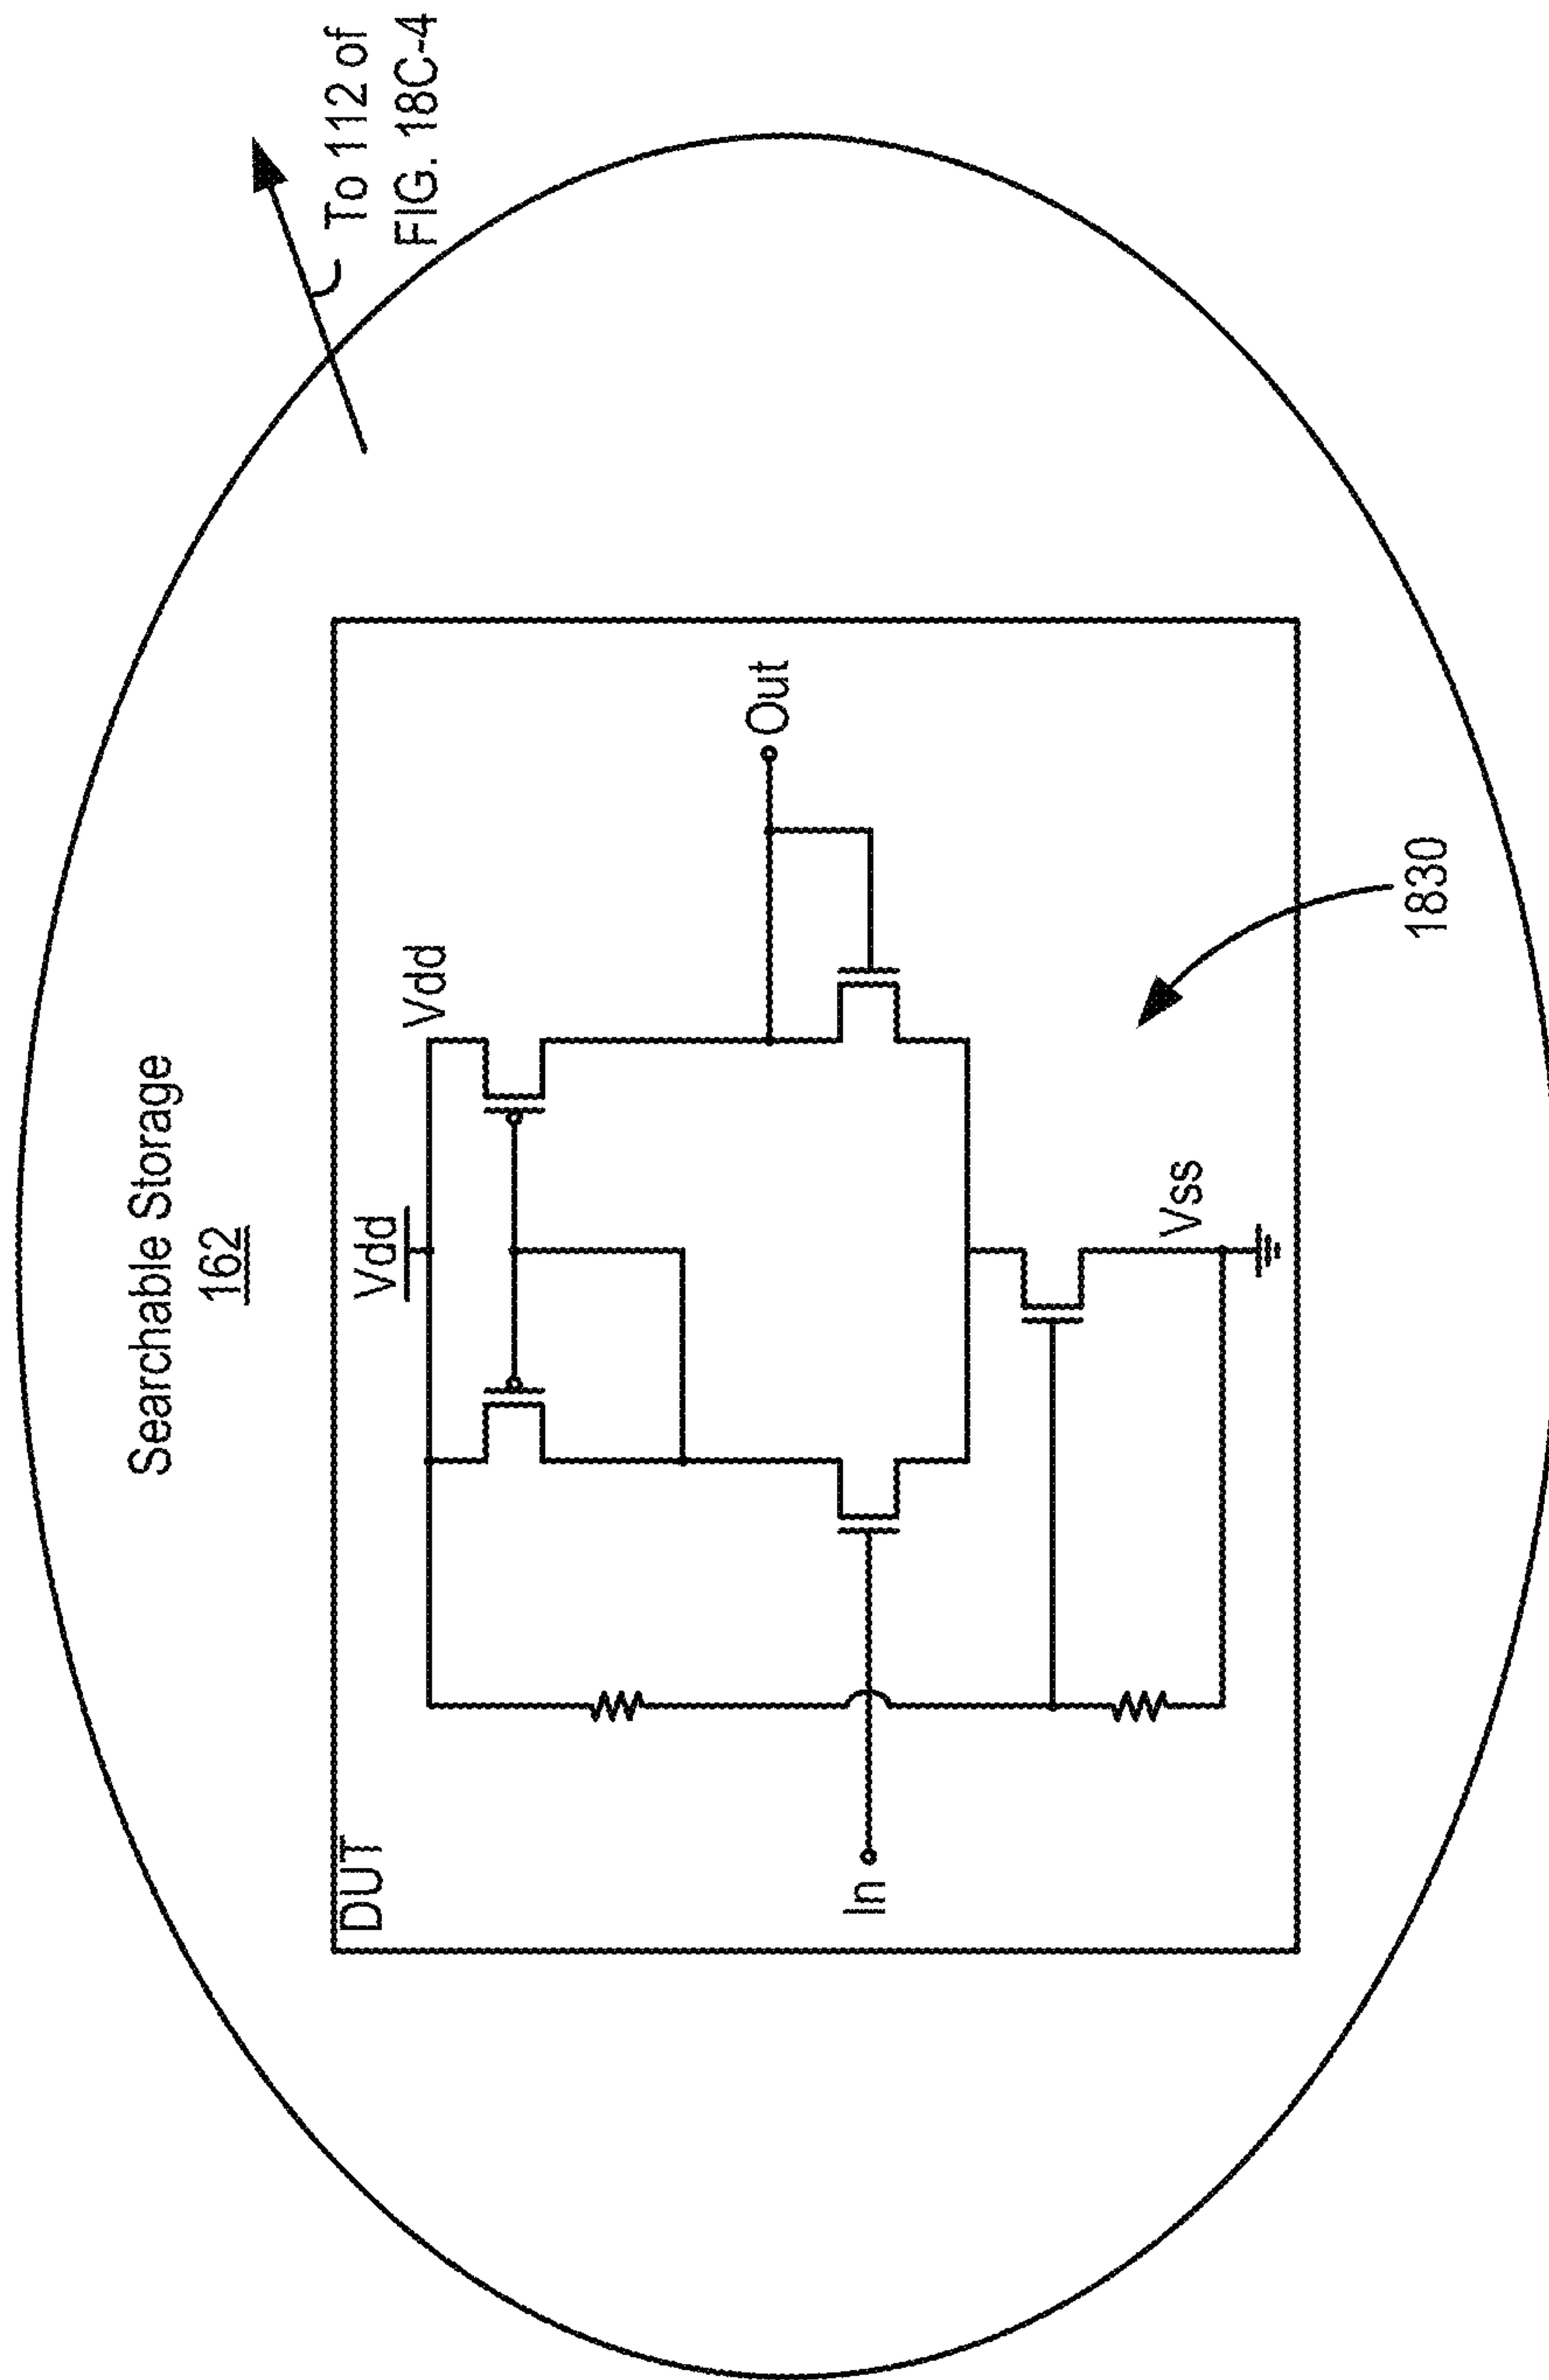 Searchable Storage
162
To 112 of
FIG. 18C-4
DUT
Vdd
Vdd
In
Out
Vss
1830